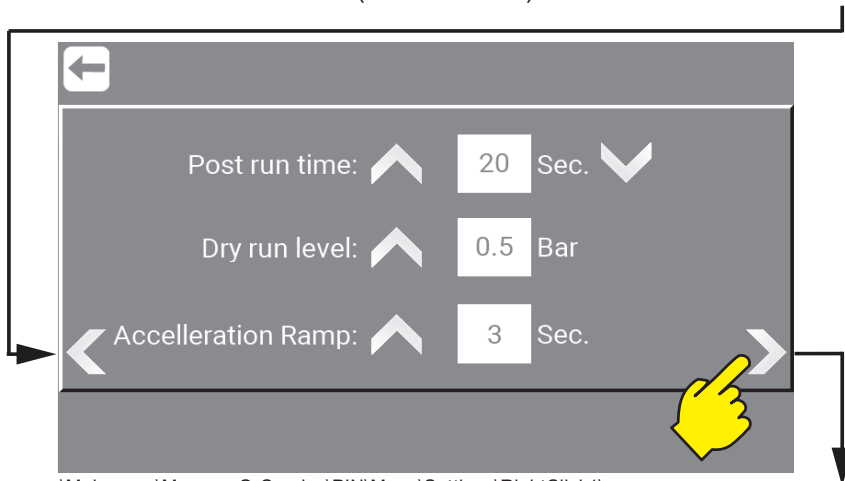 Post run time: 20 Sec.
Dry run level: 0.5 Bar
Accelleration Ramp: 3 Sec.